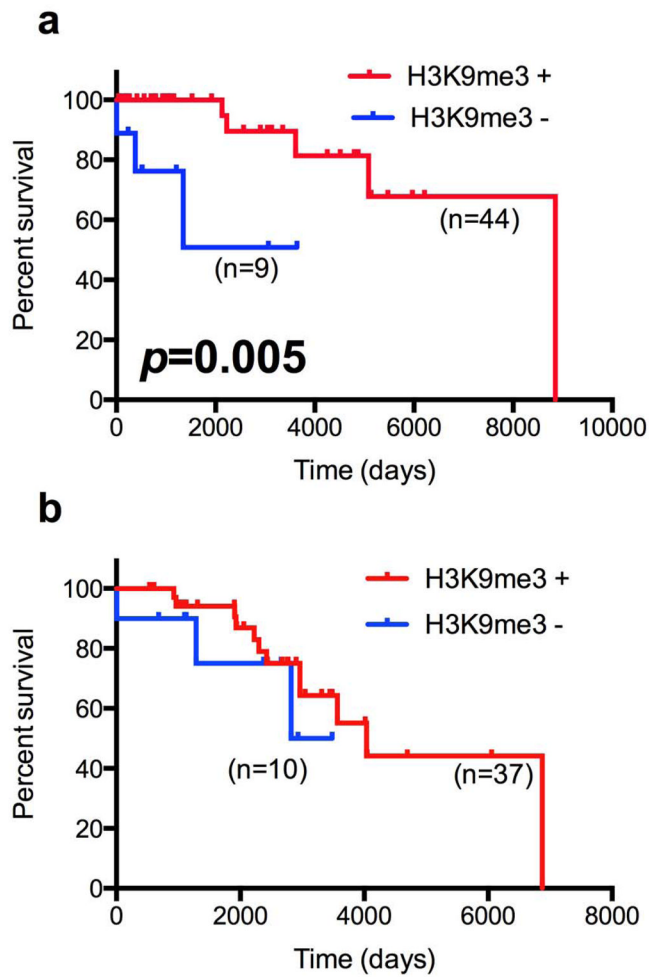 a
H3K9me3 +
H3K9me3 -
100
80
60
40
20
0
Percent survival
(n=44)
(n=9)
p=0.005
0 2000 4000 6000 8000 10000
Time (days)
b
H3K9me3 +
H3K9me3 -
100
80
60
40
20
0
Percent survival
(n=10)
(n=37)
0 2000 4000 6000 8000
Time (days)